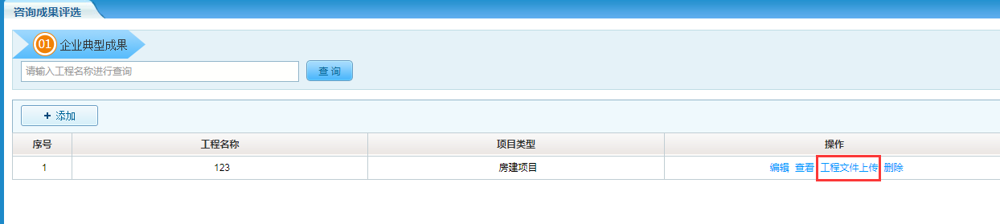 咨询成果评选
01 企业典型成果
请输入工程名称进行查询 查 询
+ 添加
序号 工程名称 项目类型 操作
1 123 房建项目 编辑 查看 工程文件上传 删除